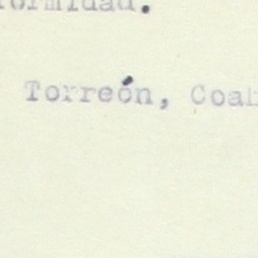 ormidad.
Torreón, Coah